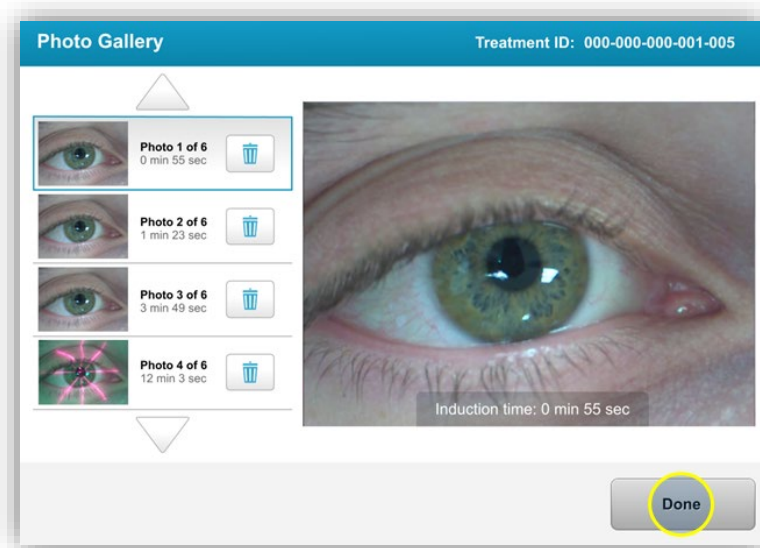 Photo Gallery
Treatment ID: 000-000-000-001-005
Photo 1 of 6
0 min 55 sec
Photo 2 of 6
1 min 23 sec
Photo 3 of 6
3 min 49 sec
Photo 4 of 6
12 min 3 sec
Induction time: 0 min 55 sec
Done